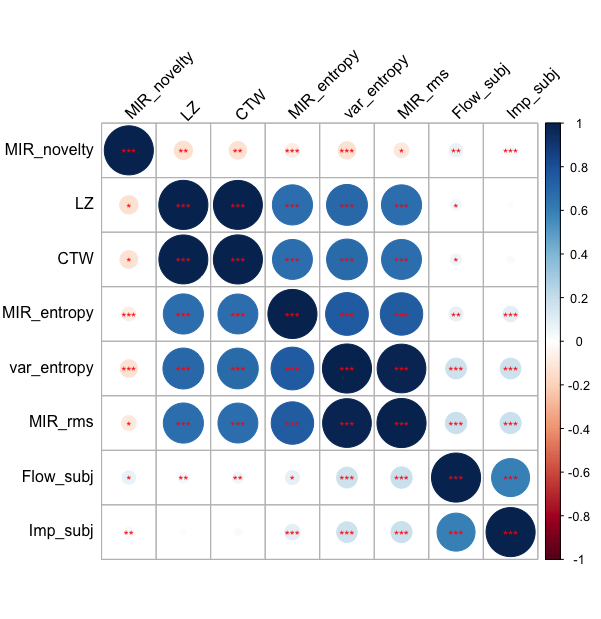 MIR_novelty LZ CTW MIR_entropy var_entropy MIR_rms Flow_subj Imp_subj
1
MIR_novelty *** ** ** *** *** * ** ***
0.8
LZ * *** *** *** *** *** *
0.6
CTW * *** *** *** *** *** *
0.4
MIR_entropy *** *** *** *** *** *** ** ***
0.2
0
var_entropy *** *** *** *** *** *** *** ***
-0.2
MIR_rms * *** *** *** *** *** *** ***
-0.4
Flow_subj * ** ** * *** *** *** ***
-0.6
Imp_subj ** *** *** *** *** ***
-0.8
-1